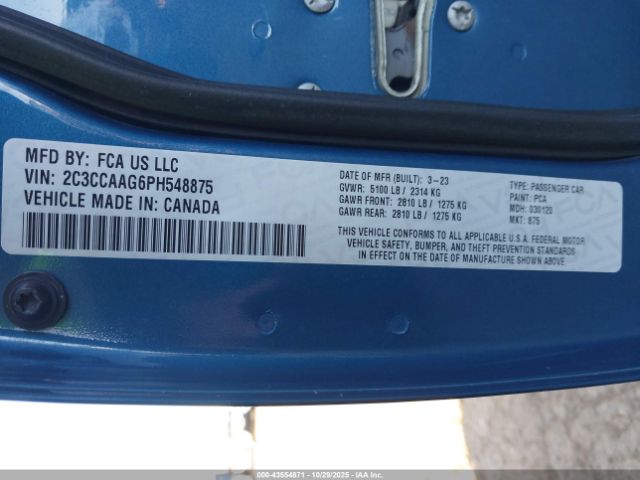 MFD BY: FCA US LLC
VIN: 2C3CCAAG6PH548875
VEHICLE MADE IN: CANADA
DATE OF MFR (BUILT): 3-23
GVWR: 5100 LB / 2314 KG
GAWR FRONT: 2810 LB / 1275 KG
GAWR REAR: 2810 LB / 1275 KG
TYPE: PASSENGER CAR
PAINT: PCA
MDH: 030120
MKT: 875
THIS VEHICLE CONFORMS TO ALL APPLICABLE U.S.A. FEDERAL MOTOR
VEHICLE SAFETY, BUMPER, AND THEFT PREVENTION STANDARDS
IN EFFECT ON THE DATE OF MANUFACTURE SHOWN ABOVE
000-43554671 - 10/29/2025 - IAAI Stock